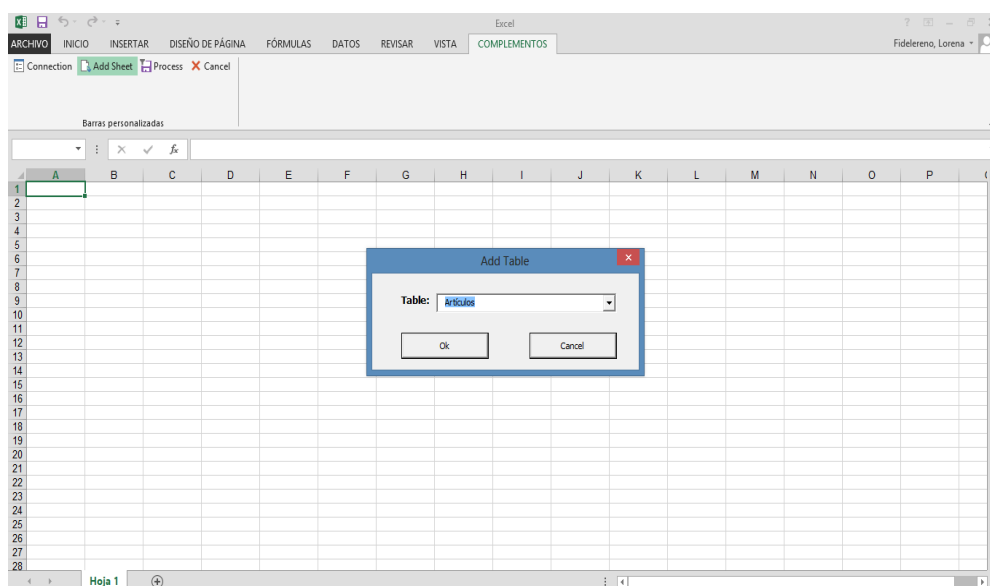 Excel
ARCHIVO INICIO INSERTAR DISEÑO DE PÁGINA FÓRMULAS DATOS REVISAR VISTA COMPLEMENTOS Fidelereno, Lorena
Connection Add Sheet Process Cancel
Barras personalizadas
fx
A B C D E F G H I J K L M N O P
1
2
3
4
5
6
7
8
9
10
11
12
13
14
15
16
17
18
19
20
21
22
23
24
25
26
27
28
Add Table
Table: Artículos
Ok Cancel
Hoja 1